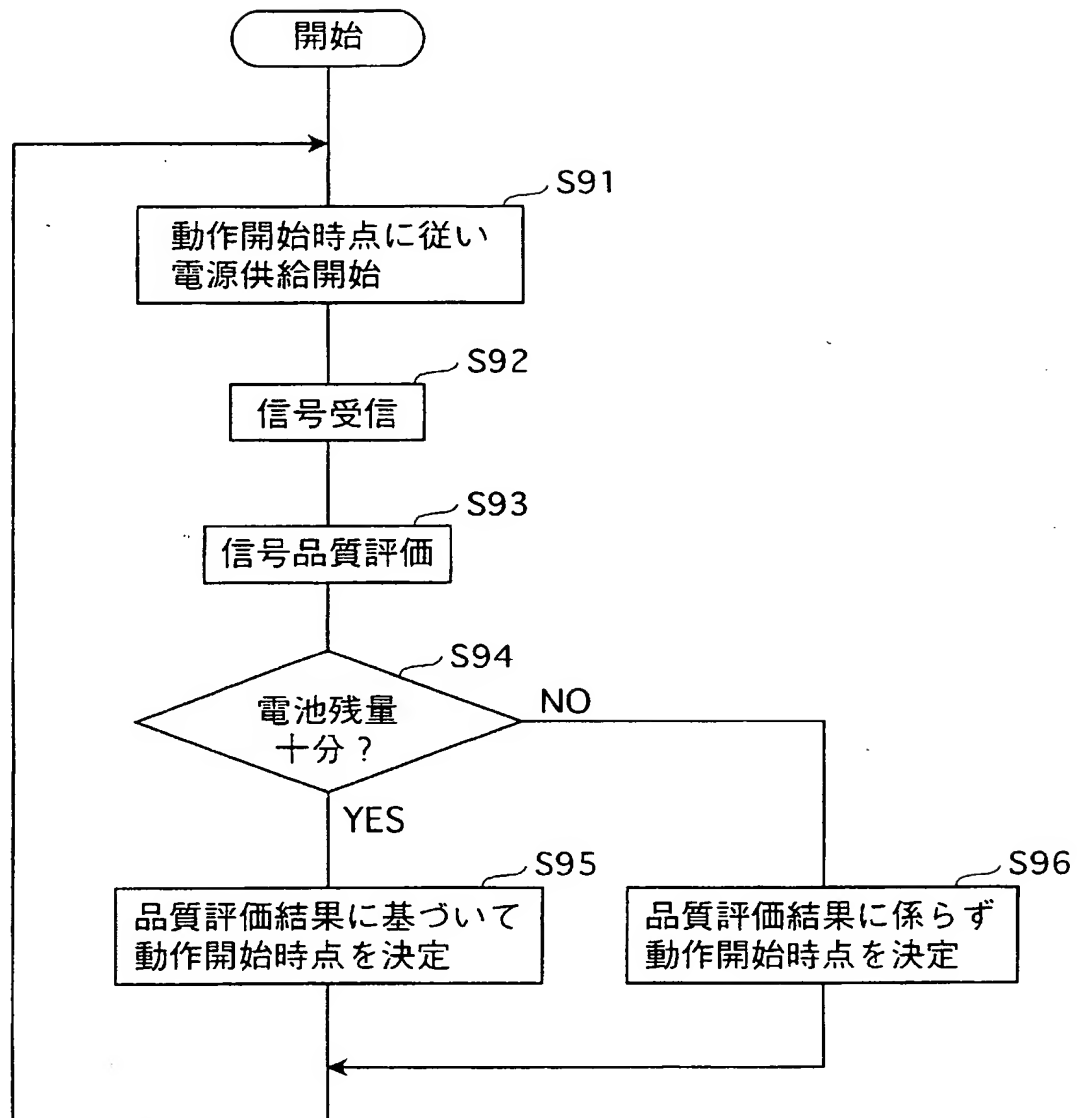 開始
S91
動作開始時点に従い
電源供給開始
S92
信号受信
S93
信号品質評価
S94
電池残量
十分?
NO
YES
S95
品質評価結果に基づいて
動作開始時点を決定
S96
品質評価結果に係らず
動作開始時点を決定